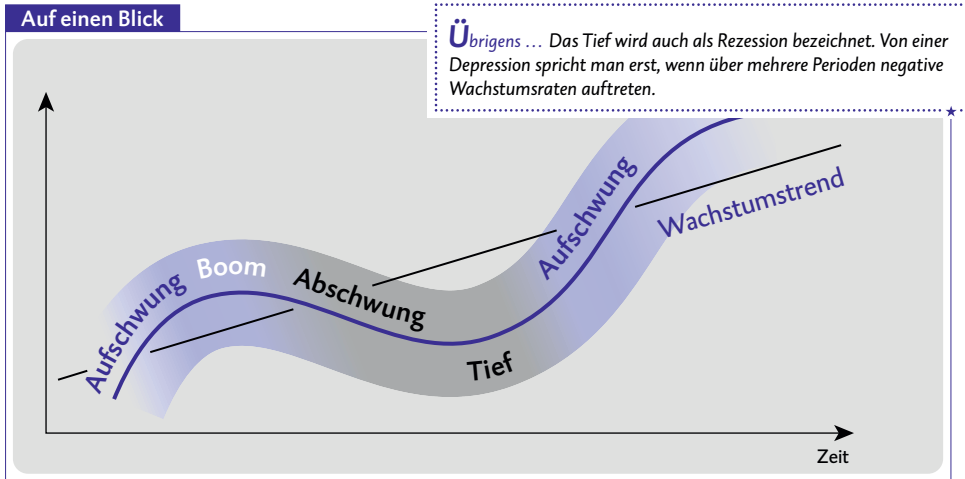 Auf einen Blick
Übrigens … Das Tief wird auch als Rezession bezeichnet. Von einer
Depression spricht man erst, wenn über mehrere Perioden negative
Wachstumsraten auftreten.
Aufschwung
Boom
Abschwung
Tief
Aufschwung
Wachstumstrend
Zeit